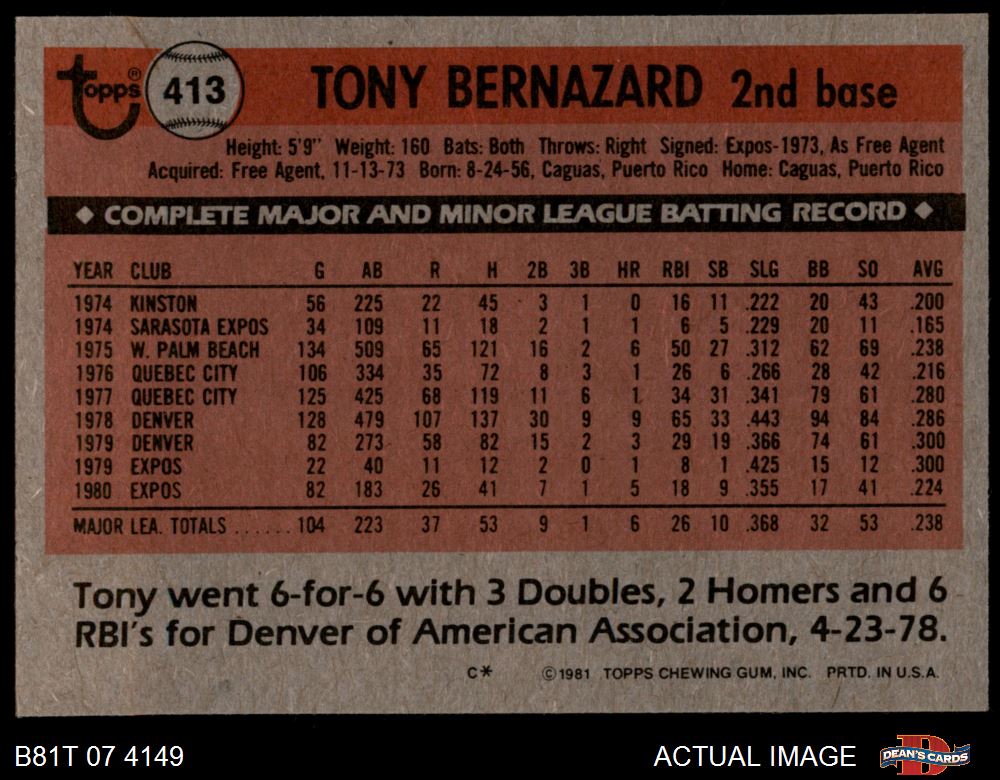 Topps® 413 TONY BERNAZARD 2nd base
Height: 5'9" Weight: 160 Bats: Both Throws: Right Signed: Expos-1973, As Free Agent
Acquired: Free Agent, 11-13-73 Born: 8-24-56, Caguas, Puerto Rico Home: Caguas, Puerto Rico
◆ COMPLETE MAJOR AND MINOR LEAGUE BATTING RECORD ◆
YEAR CLUB G AB R H 2B 3B HR RBI SB SLG BB SO AVG
1974 KINSTON 56 225 22 45 3 1 0 16 11 .222 20 43 .200
1974 SARASOTA EXPOS 34 109 11 18 2 1 1 6 5 .229 20 11 .165
1975 W. PALM BEACH 134 509 65 121 16 2 6 50 27 .312 62 69 .238
1976 QUEBEC CITY 106 334 35 72 8 3 1 26 6 .266 28 42 .216
1977 QUEBEC CITY 125 425 68 119 11 6 1 34 31 .341 79 61 .280
1978 DENVER 128 479 107 137 30 9 9 65 33 .443 94 84 .286
1979 DENVER 82 273 58 82 15 2 3 29 19 .366 74 61 .300
1979 EXPOS 22 40 11 12 2 0 1 8 1 .425 15 12 .300
1980 EXPOS 82 183 26 41 7 1 5 18 9 .355 17 41 .224
MAJOR LEA. TOTALS ...... 104 223 37 53 9 1 6 26 10 .368 32 53 .238
Tony went 6-for-6 with 3 Doubles, 2 Homers and 6
RBI's for Denver of American Association, 4-23-78.
C* ©1981 TOPPS CHEWING GUM, INC. PRTD. IN U.S.A.
B81T 07 4149 ACTUAL IMAGE DEAN'S CARDS